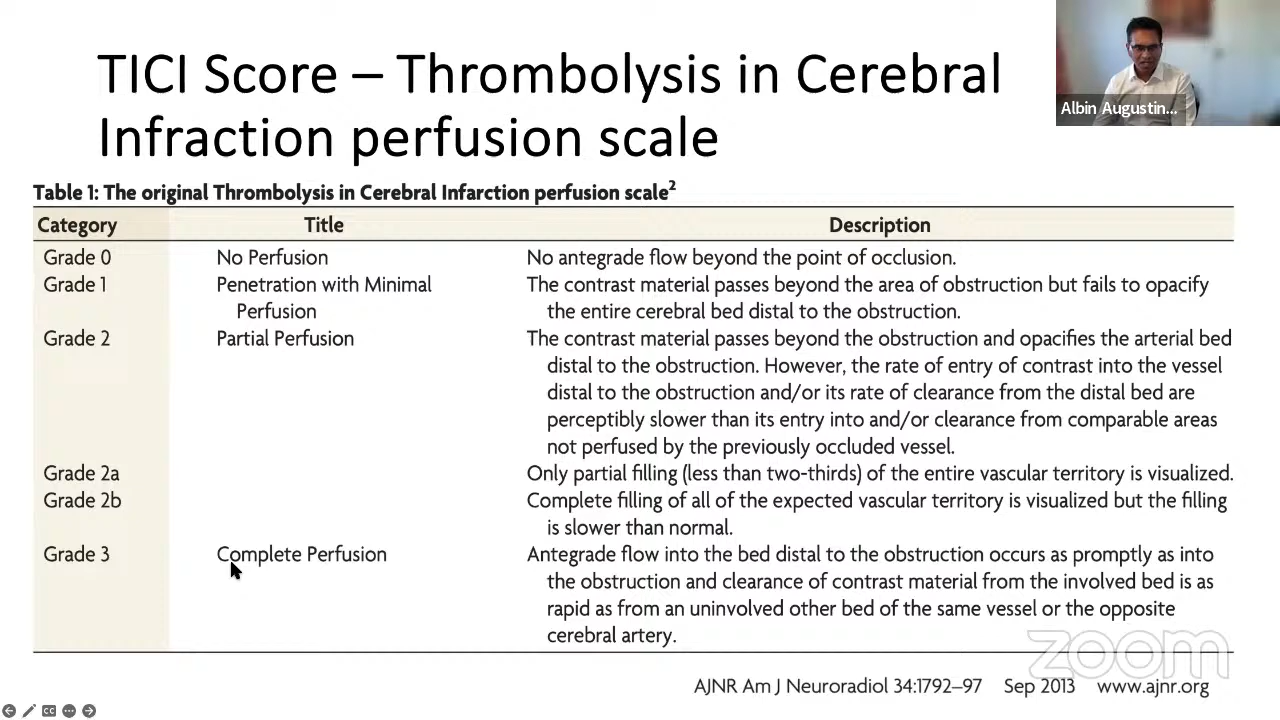 TICI Score – Thrombolysis in Cerebral
Infraction perfusion scale
Albin Augustin...
Table 1: The original Thrombolysis in Cerebral Infarction perfusion scale2
Category Title Description
Grade 0 No Perfusion No antegrade flow beyond the point of occlusion.
Grade 1 Penetration with Minimal The contrast material passes beyond the area of obstruction but fails to opacify
Perfusion the entire cerebral bed distal to the obstruction.
Grade 2 Partial Perfusion The contrast material passes beyond the obstruction and opacifies the arterial bed
distal to the obstruction. However, the rate of entry of contrast into the vessel
distal to the obstruction and/or its rate of clearance from the distal bed are
perceptibly slower than its entry into and/or clearance from comparable areas
not perfused by the previously occluded vessel.
Grade 2a Only partial filling (less than two-thirds) of the entire vascular territory is visualized.
Grade 2b Complete filling of all of the expected vascular territory is visualized but the filling
is slower than normal.
Grade 3 Complete Perfusion Antegrade flow into the bed distal to the obstruction occurs as promptly as into
the obstruction and clearance of contrast material from the involved bed is as
rapid as from an uninvolved other bed of the same vessel or the opposite
cerebral artery.
zoom
AJNR Am J Neuroradiol 34:1792–97 Sep 2013 www.ajnr.org
CC